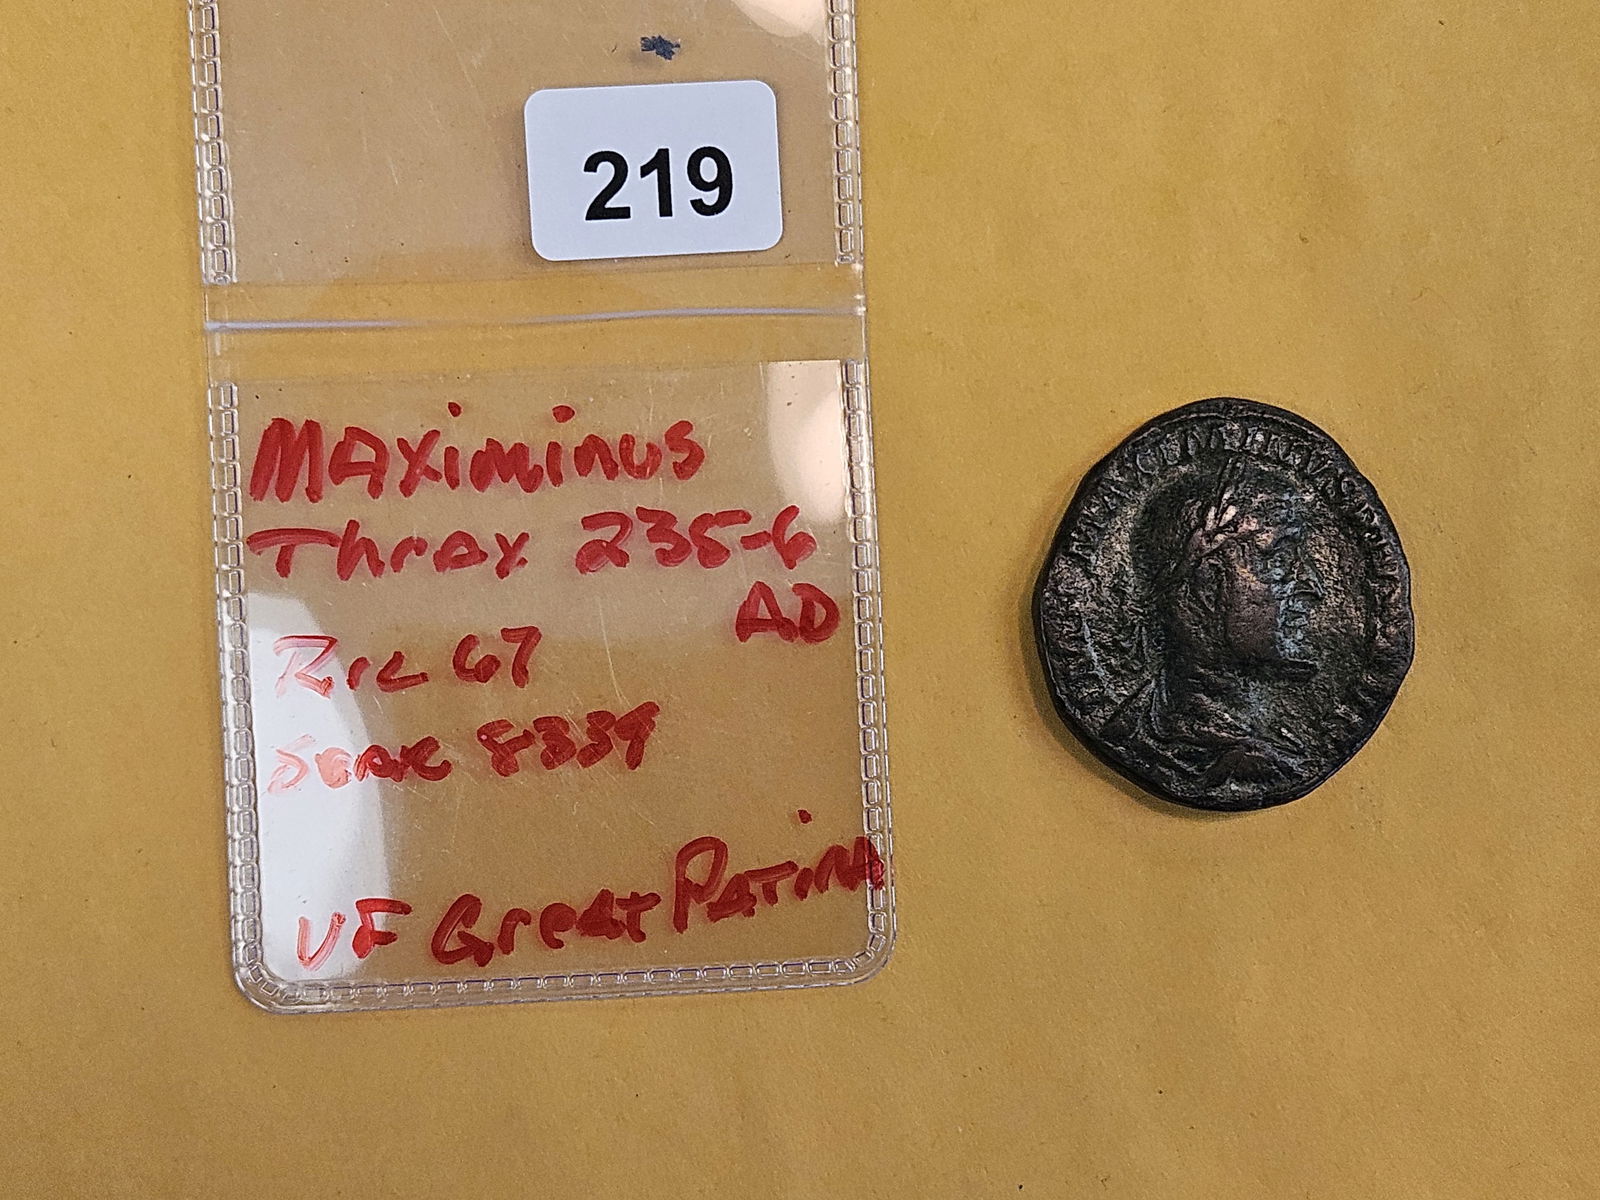 219
Maximinus
Thrax 235-6
AD
Ric 67
Sear 8339
VF Great Patina